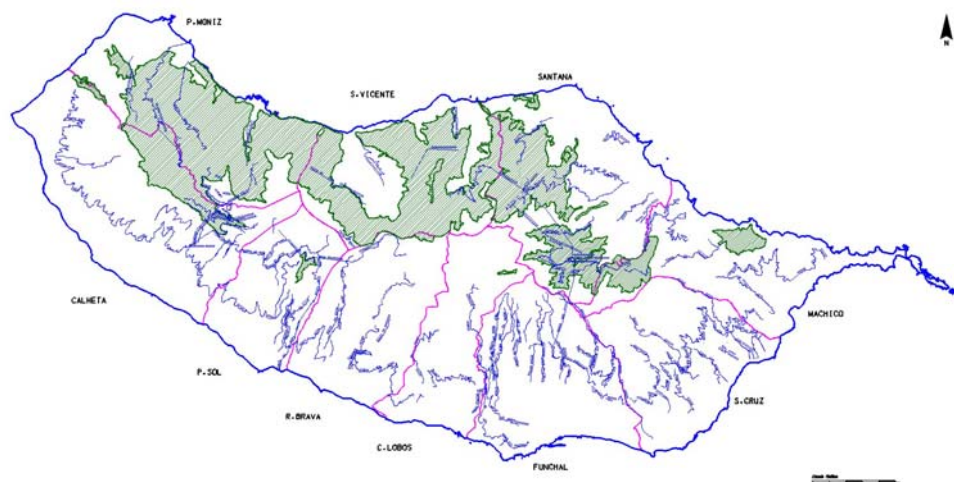 P.MONIZ
N
SANTANA
S.VICENTE
CALHETA
MACHICO
P.SOL
S.CRUZ
R.BRAVA
C.LOBOS
FUNCHAL